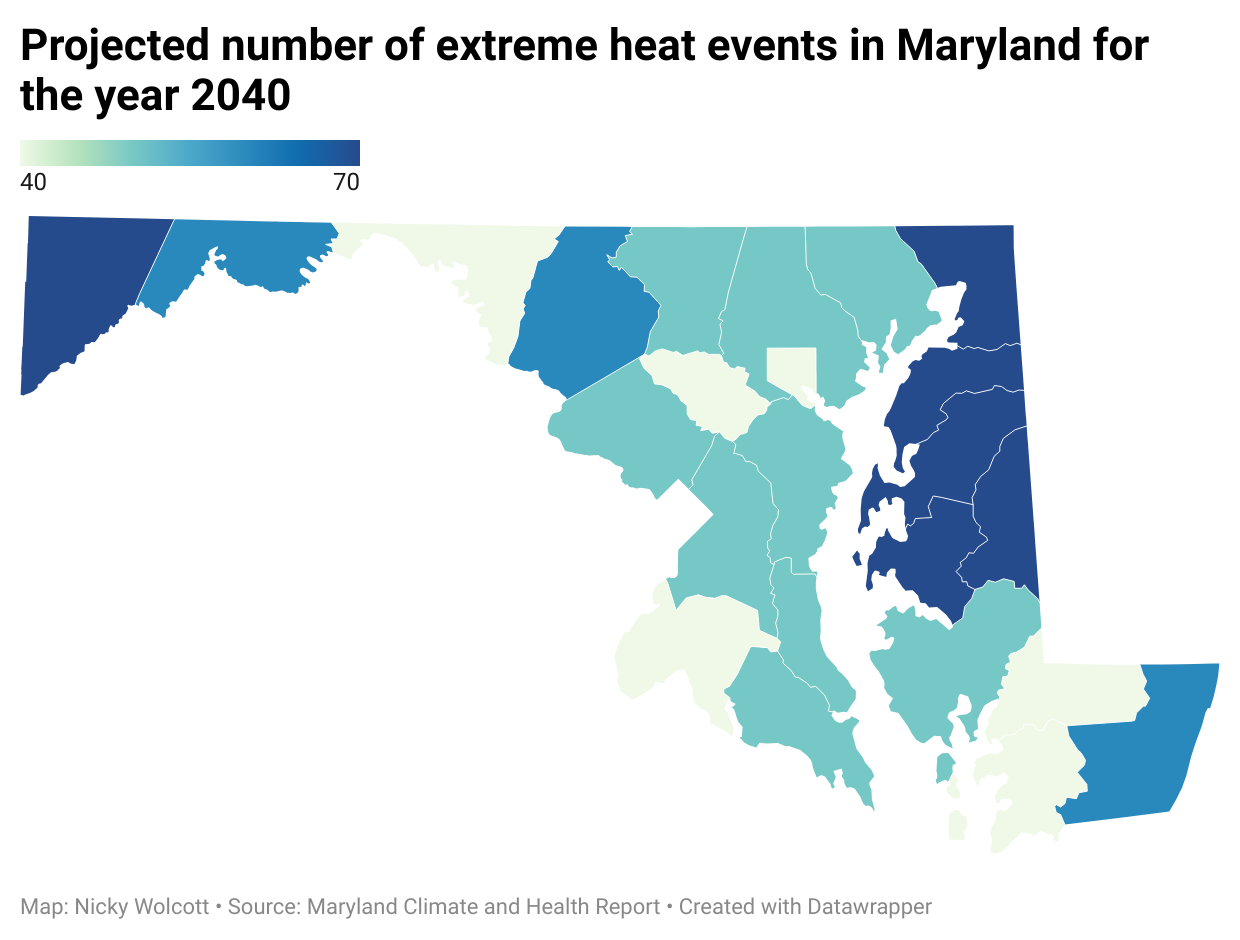 Projected number of extreme heat events in Maryland for
the year 2040
40 70
Map: Nicky Wolcott • Source: Maryland Climate and Health Report • Created with Datawrapper